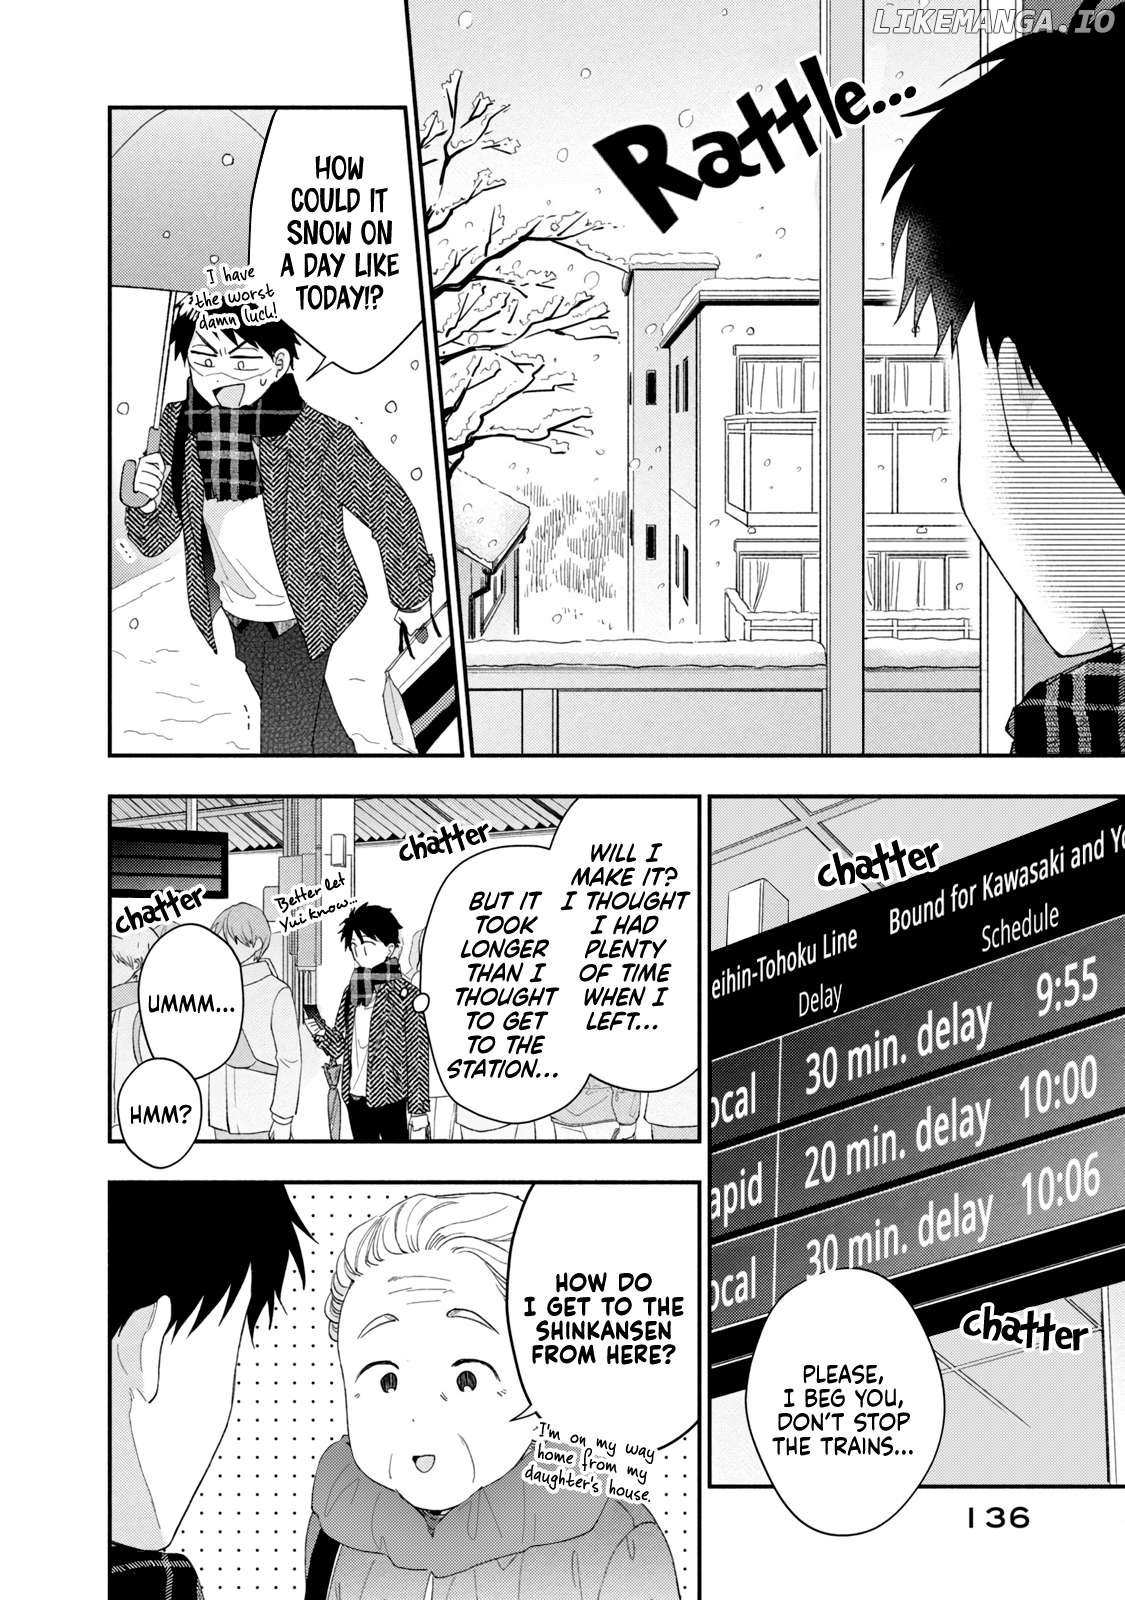 LIKEMANGA.IO
Rattle...
HOW
COULD IT
SNOW ON
A DAY LIKE
TODAY!?
I have
the worst
damn luck!
chatter
Bound for Kawasaki and Yo
eihin-Tohoku Line
Schedule
Delay
ocal 30 min. delay 9:55
apid 20 min. delay 10:00
ocal 30 min. delay 10:06
chatter
PLEASE,
I BEG YOU,
DON'T STOP
THE TRAINS...
WILL I
MAKE IT?
I THOUGHT
I HAD
PLENTY
OF TIME
WHEN I
LEFT...
BUT IT
TOOK
LONGER
THAN I
THOUGHT
TO GET
TO THE
STATION...
chatter
Better let
Yui know...
chatter
UMMM...
HMM?
HOW DO
I GET TO THE
SHINKANSEN
FROM HERE?
I'm on my way
home from my
daughter's house.
136